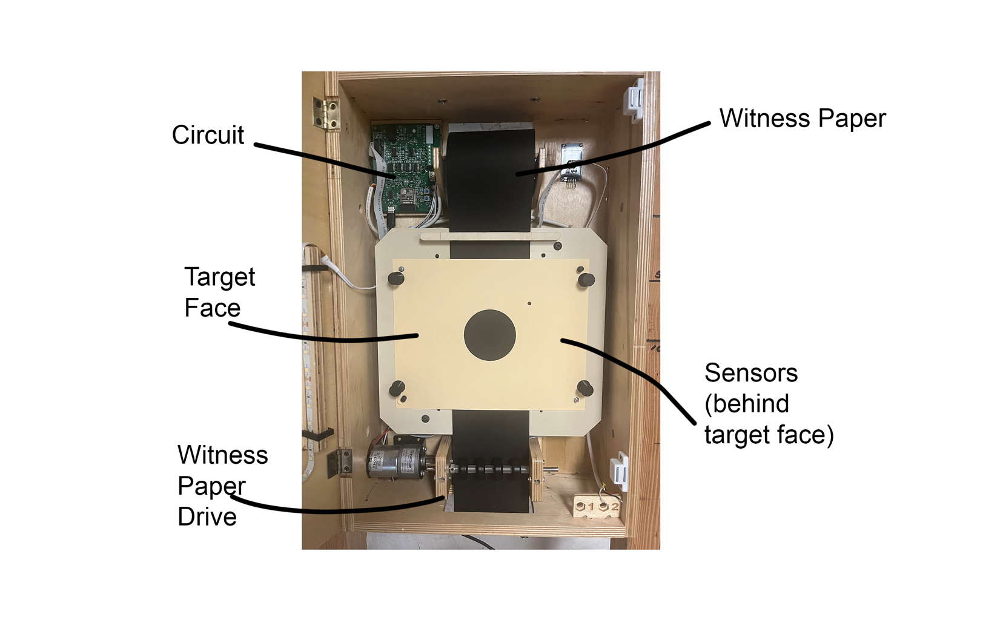 Circuit
Witness Paper
Target
Face
Sensors
(behind
target face)
Witness
Paper
Drive
1 2